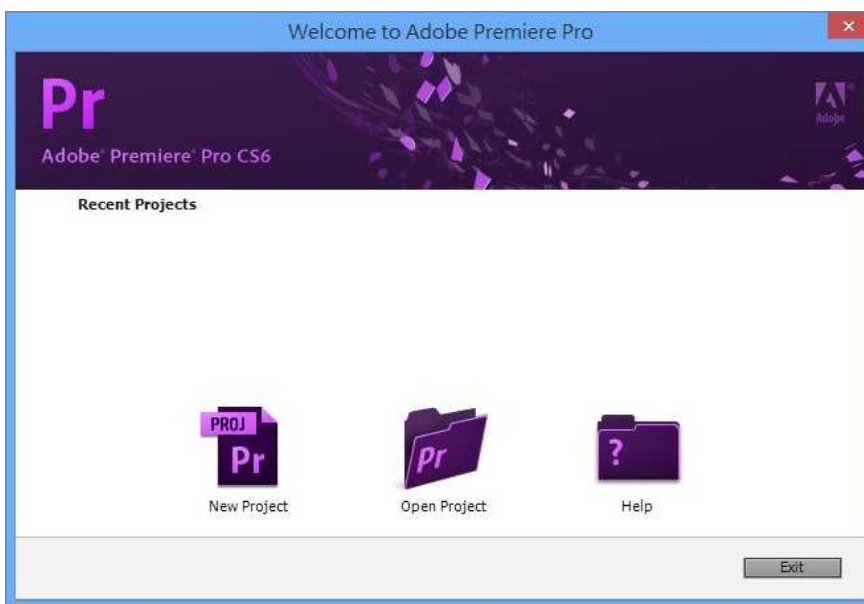 Welcome to Adobe Premiere Pro
Pr
Adobe® Premiere® Pro CS6
Adobe
Recent Projects
PROJ
Pr
Pr
?
New Project
Open Project
Help
Exit